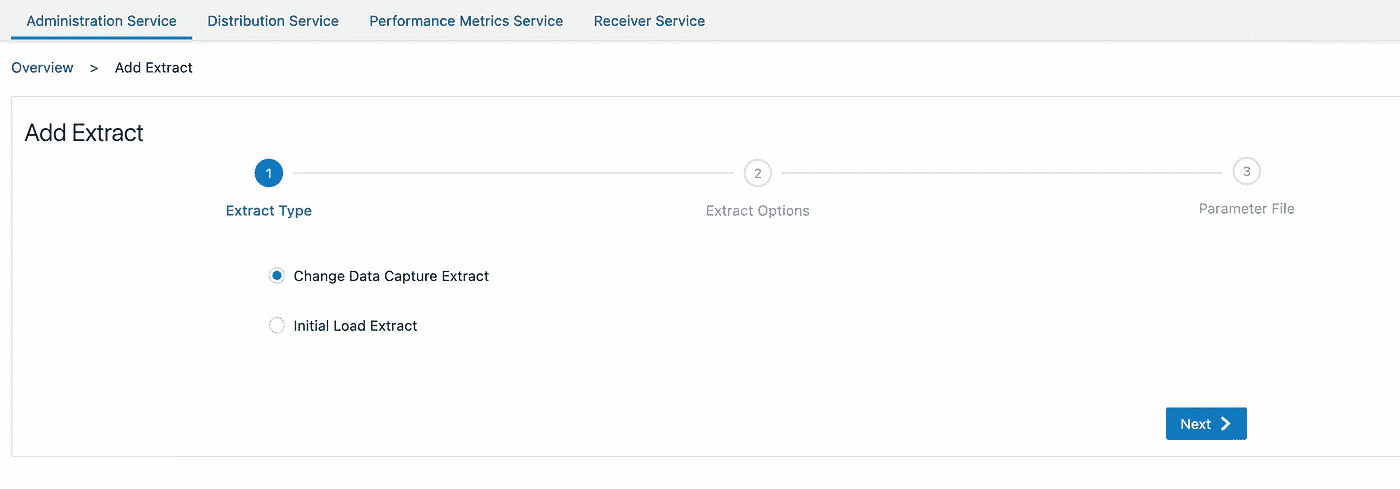 Administration Service Distribution Service Performance Metrics Service Receiver Service
Overview > Add Extract
Add Extract
1 2 3
Extract Type Extract Options Parameter File
Change Data Capture Extract
Initial Load Extract
Next